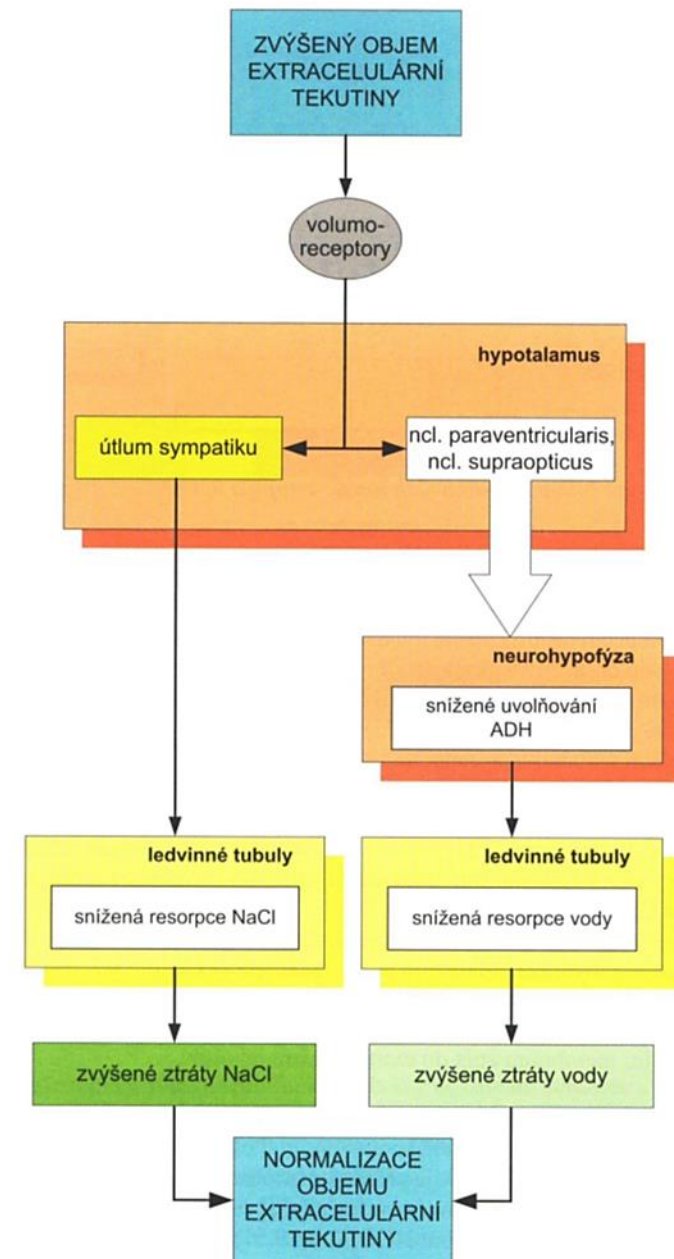 ZVÝŠENÝ OBJEM
EXTRACELULÁRNÍ
TEKUTINY
volumo-
receptory
hypotalamus
útlum sympatiku
ncl. paraventricularis,
ncl. supraopticus
neurohypofýza
snížené uvolňování
ADH
ledvinné tubuly
snížená resorpce NaCl
ledvinné tubuly
snížená resorpce vody
zvýšené ztráty NaCl
zvýšené ztráty vody
NORMALIZACE
OBJEMU
EXTRACELULÁRNÍ
TEKUTINY